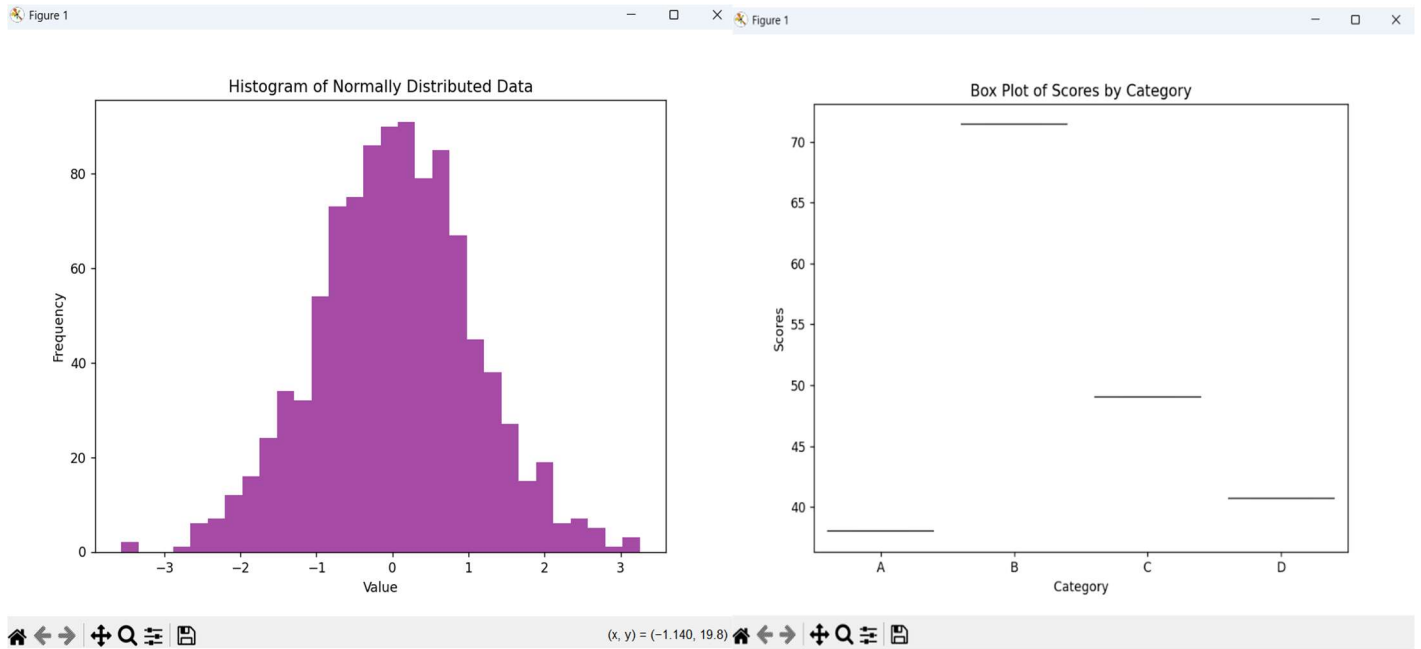 Figure 1
Histogram of Normally Distributed Data
Frequency
80
60
40
20
0
−3
−2
−1
0
1
2
3
Value
(x, y) = (−1.140, 19.8)
Figure 1
Box Plot of Scores by Category
Scores
70
65
60
55
50
45
40
A
B
C
D
Category